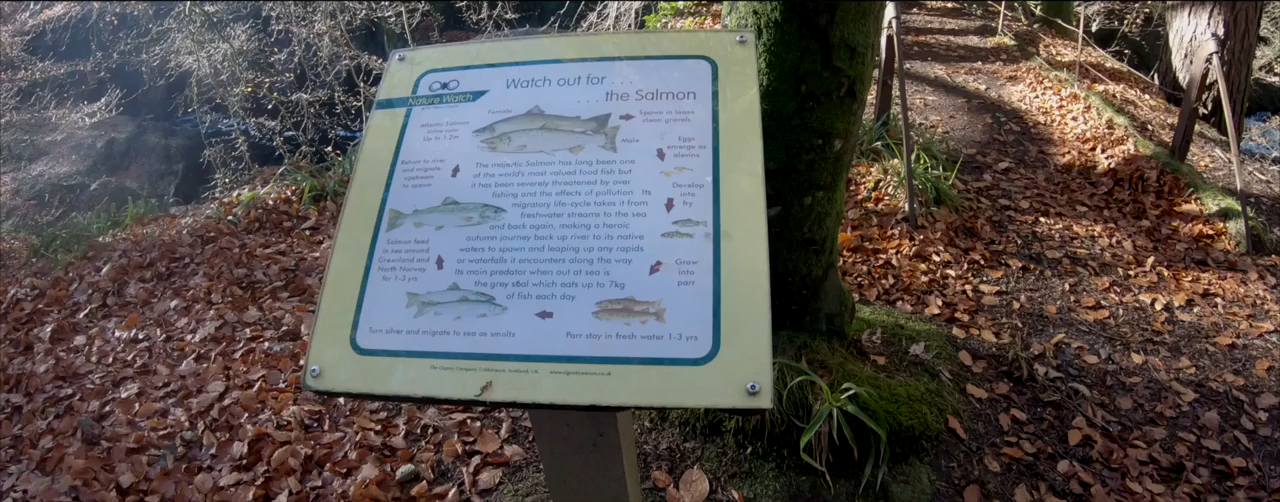 Watch out for . . .
. . . the Salmon
Nature Watch
Female
Male
Atlantic Salmon
Up to 1.2m
Spawn in loose
clean gravels
Eggs
emerge as
alevins
Develop
into
fry
Grow
into
parr
Parr stay in fresh water 1-3 yrs
Turn silver and migrate to sea as smolts
Salmon feed
in sea around
Greenland and
North Norway
for 1-3 yrs
Return to river
and migrate
upstream
to spawn
The majestic Salmon has long been one
of the world's most valued food fish but
it has been severely threatened by over
fishing and the effects of pollution. Its
migratory life-cycle takes it from
freshwater streams to the sea
and back again, making a heroic
autumn journey back up river to its native
waters to spawn and leaping up any rapids
or waterfalls it encounters along the way.
Its main predator when out at sea is
the grey seal which eats up to 7kg
of fish each day.